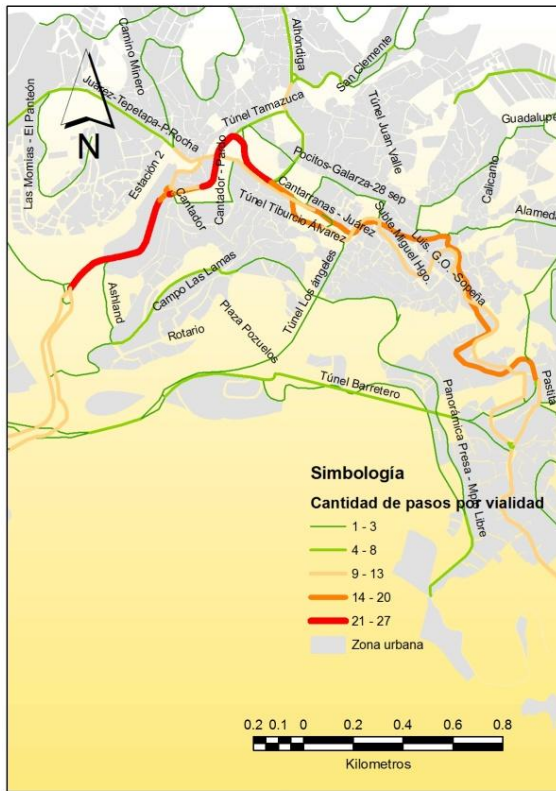 Alhóndiga
Camino Minero
San Clemente
Juárez-Tepetapa-P.Rocha
Túnel Tamazuca
Túnel Juan Valle
Guadalupe
Las Momias - El Panteón
N
Estación 2
Cantador - Pardo
Pocitos-Galarza-28 sep
Calicanto
Cantador
Cantarranas - Juárez
Alameda
Túnel Tiburcio Álvarez
Subte Miguel Hgo.
Luis. G.O. -Sopeña
Ashland
Campo Las Lamas
Túnel Los ángeles
Rotario
Plaza Pozuelos
Pastita
Túnel Barretero
Panorámica Presa - Mpio Libre
Simbología
Cantidad de pasos por vialidad
1 - 3
4 - 8
9 - 13
14 - 20
21 - 27
Zona urbana
0.2 0.1 0 0.2 0.4 0.6 0.8
Kilometros